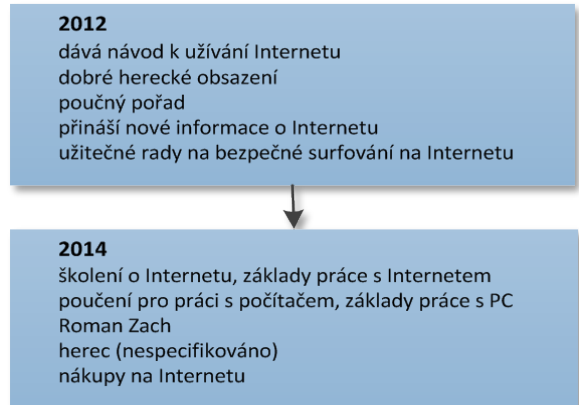 2012
dává návod k užívání Internetu
dobré herecké obsazení
poučný pořad
přináší nové informace o Internetu
užitečné rady na bezpečné surfování na Internetu
2014
školení o Internetu, základy práce s Internetem
poučení pro práci s počítačem, základy práce s PC
Roman Zach
herec (nespecifikováno)
nákupy na Internetu